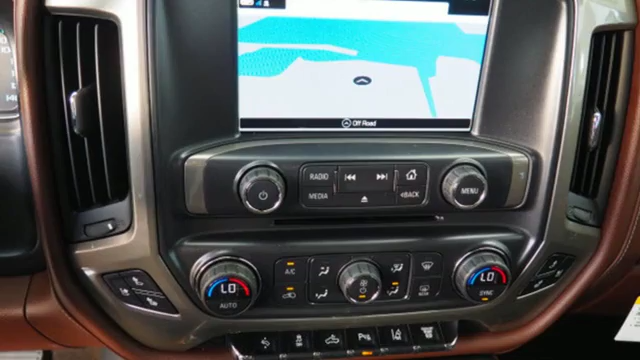 Off Road
RADIO
MEDIA
BACK
MENU
A/C
LO
AUTO
LO
SYNC